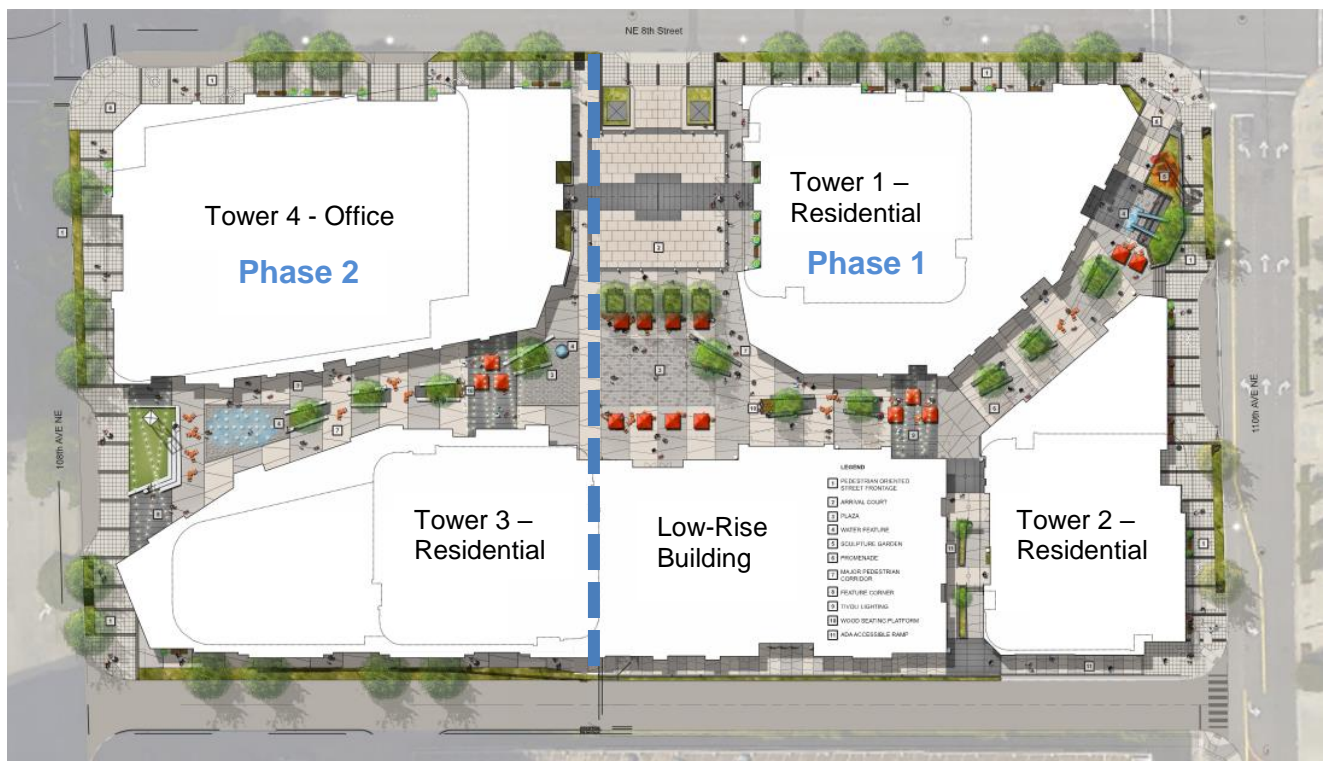 NE 8th Street
Tower 4 - Office
Phase 2
Tower 1 –
Residential
Phase 1
108th AVE NE
110th AVE NE
Tower 3 –
Residential
Low-Rise
Building
Tower 2 –
Residential
LEGEND
1 PEDESTRIAN ORIENTED
STREET FRONTAGE
2 ARRIVAL COURT
3 PLAZA
4 WATER FEATURE
5 SCULPTURE GARDEN
6 PROMENADE
7 MAJOR PEDESTRIAN
CORRIDOR
8 FEATURE CORNER
9 TIVOLI LIGHTING
10 WOOD SEATING PLATFORM
11 ADA ACCESSIBLE RAMP